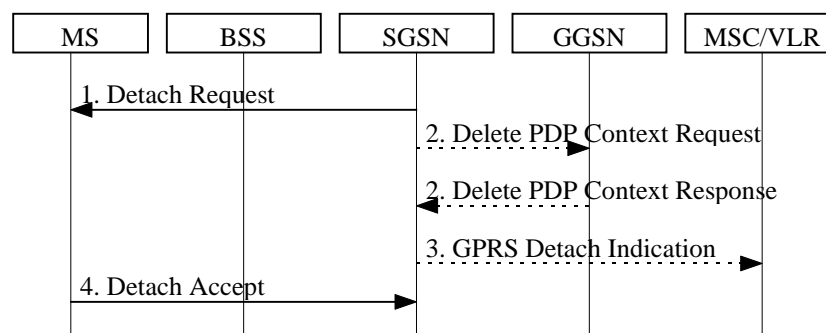 MS
BSS
SGSN
GGSN
MSC/VLR
1. Detach Request
2. Delete PDP Context Request
2. Delete PDP Context Response
3. GPRS Detach Indication
4. Detach Accept